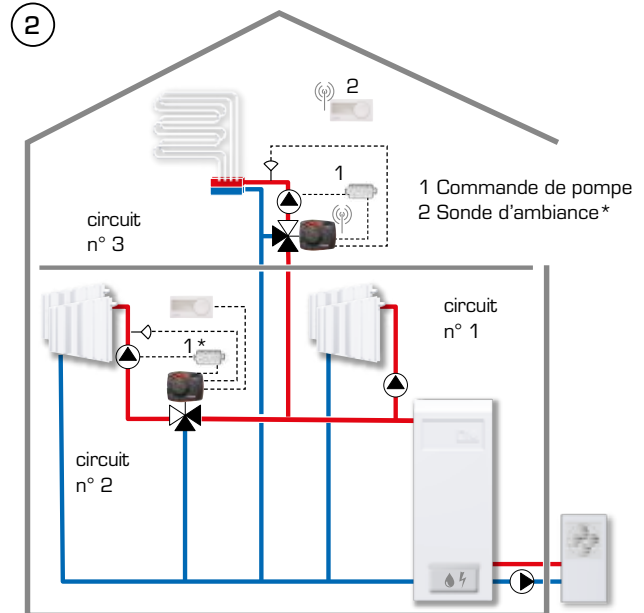 2
2
1
1 Commande de pompe
2 Sonde d'ambiance*
circuit
n° 3
circuit
n° 1
1*
circuit
n° 2